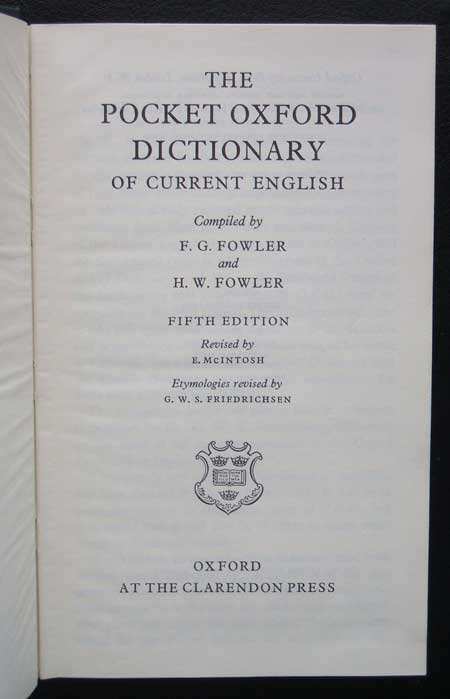 THE
POCKET OXFORD
DICTIONARY
OF CURRENT ENGLISH
Compiled by
F. G. FOWLER
and
H. W. FOWLER
FIFTH EDITION
Revised by
E. MCINTOSH
Etymologies revised by
G. W. S. FRIEDRICHSEN
OXFORD
AT THE CLARENDON PRESS